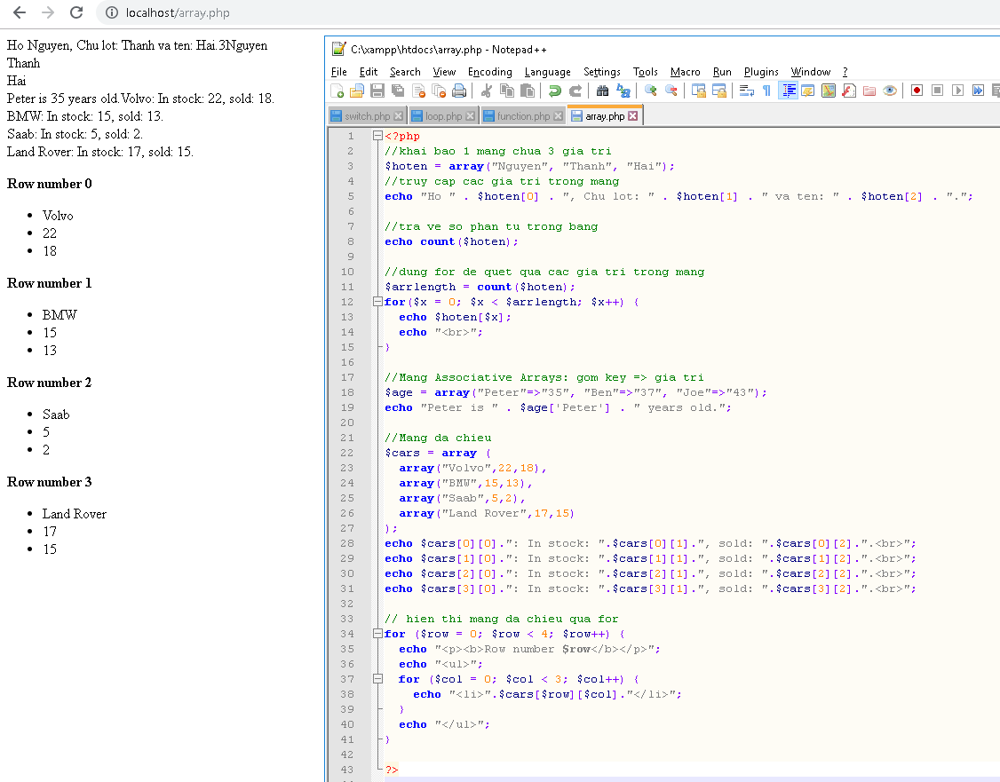 localhost/array.php
Ho Nguyen, Chu lot: Thanh va ten: Hai.3Nguyen
Thanh
Hai
Peter is 35 years old.Volvo: In stock: 22, sold: 18.
BMW: In stock: 15, sold: 13.
Saab: In stock: 5, sold: 2.
Land Rover: In stock: 17, sold: 15.
Row number 0
• Volvo
• 22
• 18
Row number 1
• BMW
• 15
• 13
Row number 2
• Saab
• 5
• 2
Row number 3
• Land Rover
• 17
• 15
C:\xampp\htdocs\array.php - Notepad++
File Edit Search View Encoding Language Settings Tools Macro Run Plugins Window ?
switch.php loop.php function.php array.php
1 <?php
2 //khai bao 1 mang chua 3 gia tri
3 $hoten = array("Nguyen", "Thanh", "Hai");
4 //truy cap cac gia tri trong mang
5 echo "Ho " . $hoten[0] . ", Chu lot: " . $hoten[1] . " va ten: " . $hoten[2] . ".";
6
7 //tra ve so phan tu trong bang
8 echo count($hoten);
9
10 //dung for de quet qua cac gia tri trong mang
11 $arrlength = count($hoten);
12 for($x = 0; $x < $arrlength; $x++) {
13 echo $hoten[$x];
14 echo "<br>";
15 }
16
17 //Mang Associative Arrays: gom key => gia tri
18 $age = array("Peter"=>"35", "Ben"=>"37", "Joe"=>"43");
19 echo "Peter is " . $age['Peter'] . " years old.";
20
21 //Mang da chieu
22 $cars = array (
23 array("Volvo",22,18),
24 array("BMW",15,13),
25 array("Saab",5,2),
26 array("Land Rover",17,15)
27 );
28 echo $cars[0][0].": In stock: ".$cars[0][1].", sold: ".$cars[0][2].".<br>";
29 echo $cars[1][0].": In stock: ".$cars[1][1].", sold: ".$cars[1][2].".<br>";
30 echo $cars[2][0].": In stock: ".$cars[2][1].", sold: ".$cars[2][2].".<br>";
31 echo $cars[3][0].": In stock: ".$cars[3][1].", sold: ".$cars[3][2].".<br>";
32
33 // hien thi mang da chieu qua for
34 for ($row = 0; $row < 4; $row++) {
35 echo "<p><b>Row number $row</b></p>";
36 echo "<ul>";
37 for ($col = 0; $col < 3; $col++) {
38 echo "<li>".$cars[$row][$col]."</li>";
39 }
40 echo "</ul>";
41 }
42
43 ?>